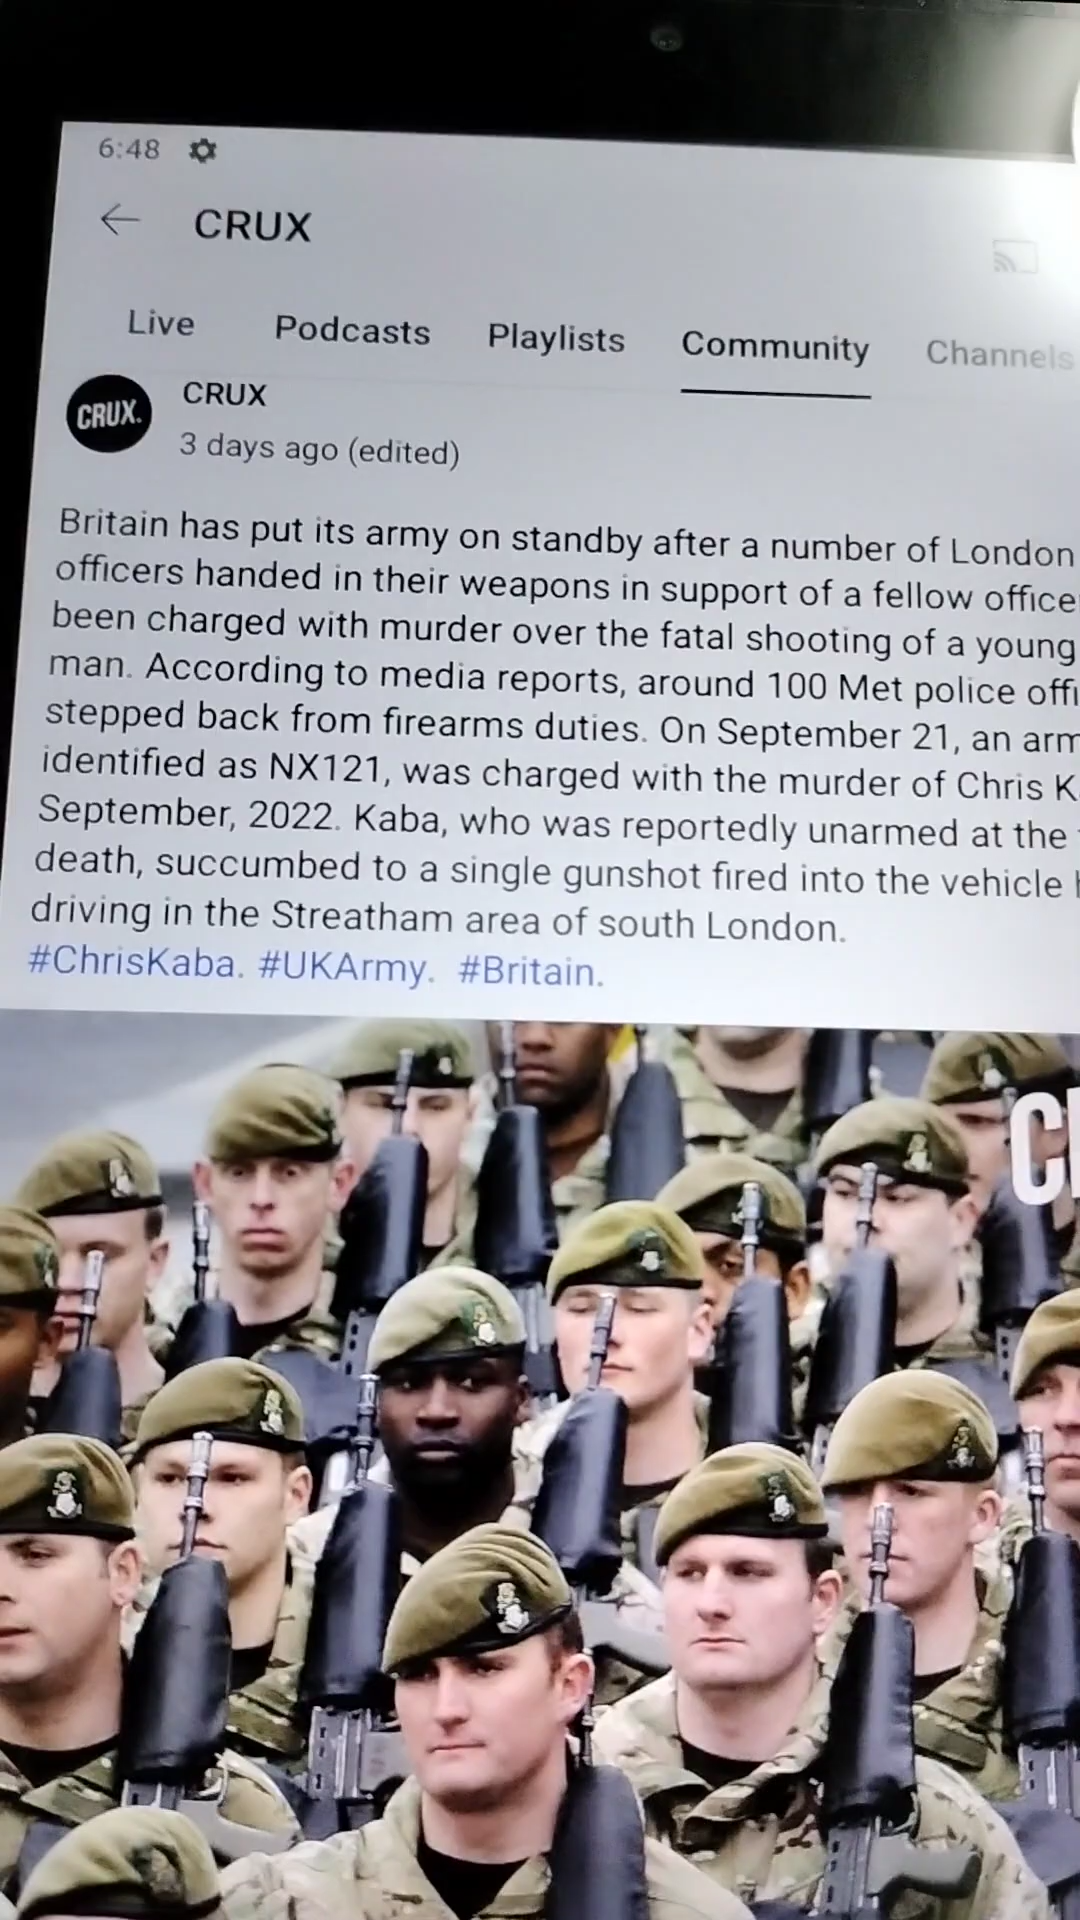 6:48
CRUX
Live Podcasts Playlists Community Channels
CRUX.
CRUX
3 days ago (edited)
Britain has put its army on standby after a number of London
officers handed in their weapons in support of a fellow office
been charged with murder over the fatal shooting of a young
man. According to media reports, around 100 Met police offi
stepped back from firearms duties. On September 21, an arm
identified as NX121, was charged with the murder of Chris K
September, 2022. Kaba, who was reportedly unarmed at the
death, succumbed to a single gunshot fired into the vehicle
driving in the Streatham area of south London.
#ChrisKaba. #UKArmy. #Britain.